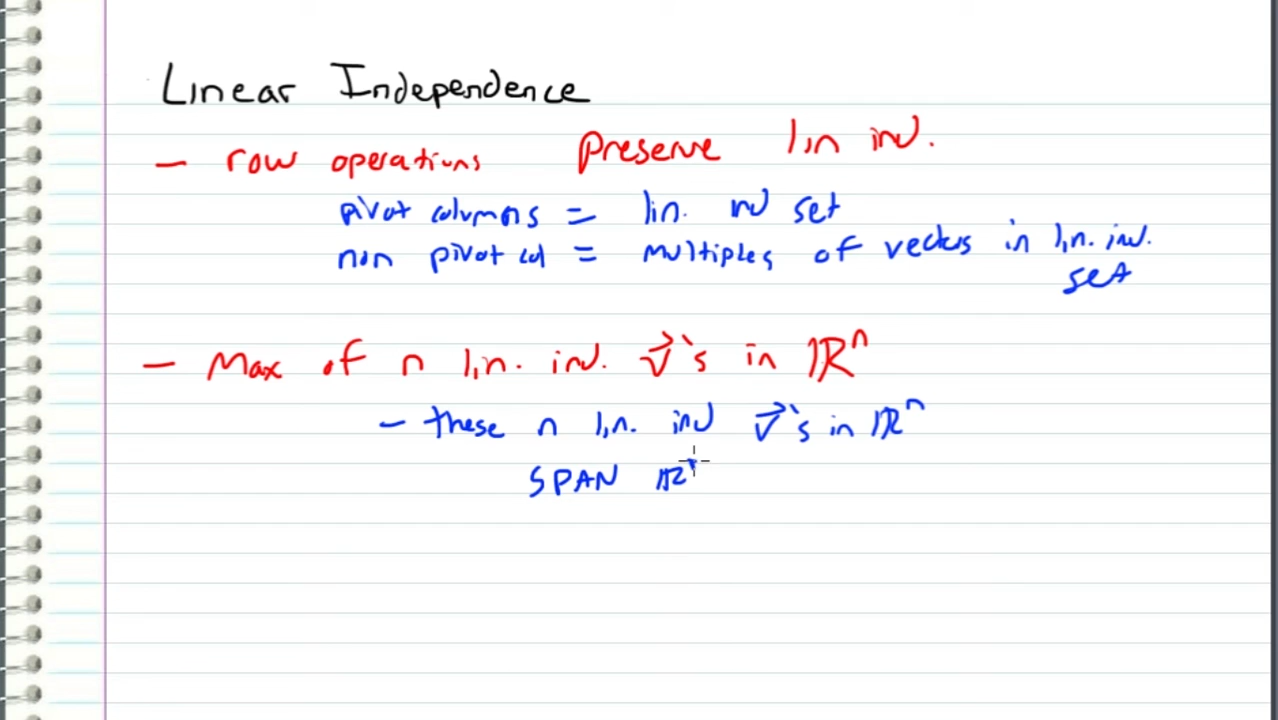 Linear Independence
- row operations preserve lin ind.
pivot columns = lin. ind set
non pivot col = multiples of vectors in lin. ind.
set
- Max of n lin. ind. v⃗'s in ℝⁿ
- these n lin. ind v⃗'s in ℝⁿ
SPAN ℝ